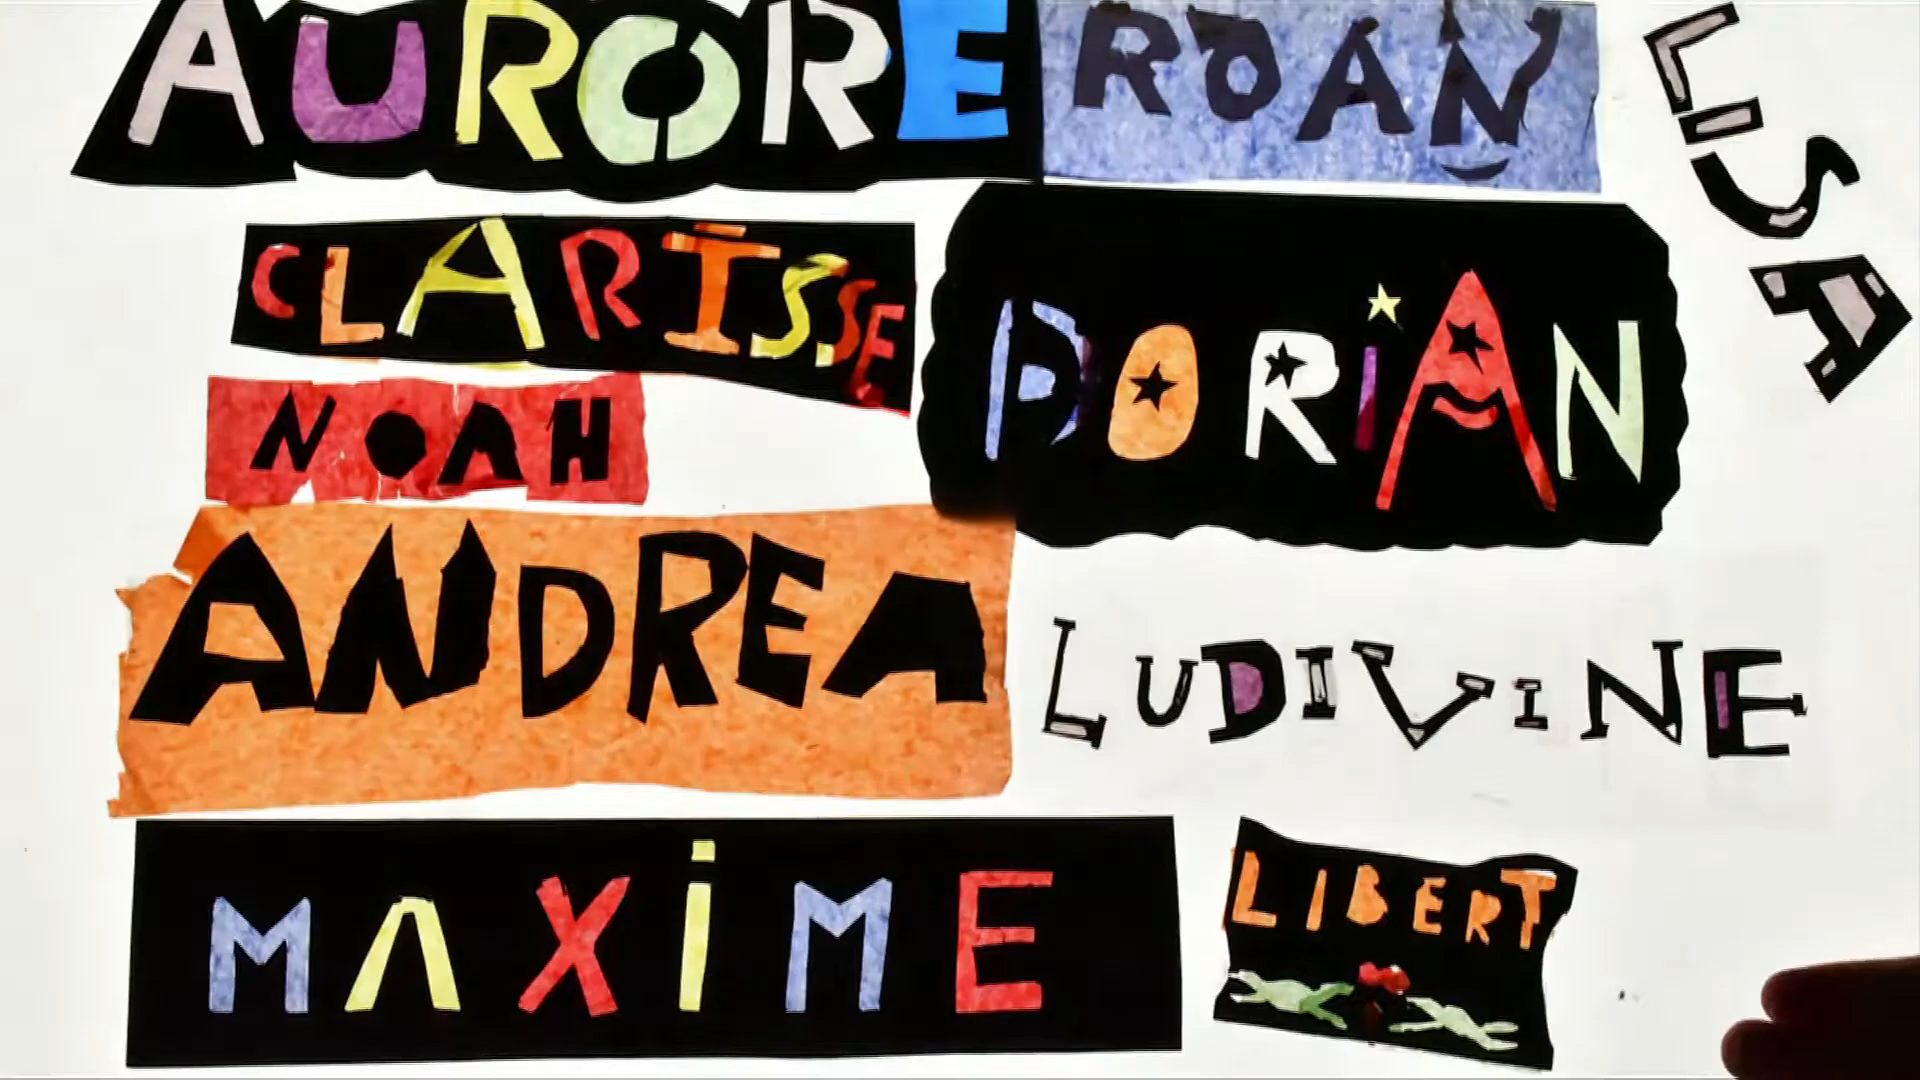 AURORE
ROAN
LISA
CLARISSE
DORiAN
NOAH
ANDREA
LUDIViNE
MAXiME
LIBERT